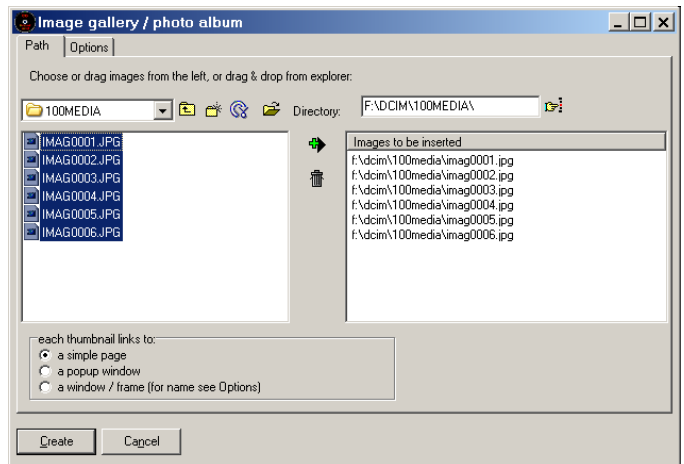 Image gallery / photo album
Path Options
Choose or drag images from the left, or drag & drop from explorer:
100MEDIA Directory: F:\DCIM\100MEDIA\
IMAG0001.JPG
IMAG0002.JPG
IMAG0003.JPG
IMAG0004.JPG
IMAG0005.JPG
IMAG0006.JPG
Images to be inserted
f:\dcim\100media\imag0001.jpg
f:\dcim\100media\imag0002.jpg
f:\dcim\100media\imag0003.jpg
f:\dcim\100media\imag0004.jpg
f:\dcim\100media\imag0005.jpg
f:\dcim\100media\imag0006.jpg
each thumbnail links to:
a simple page
a popup window
a window / frame (for name see Options)
Create Cancel